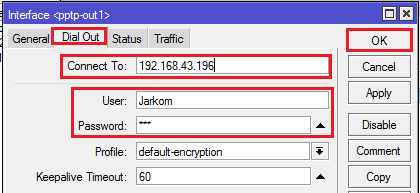 Interface <pptp-out1>
General Dial Out Status Traffic
OK
Connect To: 192.168.43.196
Cancel
User: Jarkom
Apply
Password: ***
Disable
Profile: default-encryption
Comment
Keepalive Timeout: 60
Copy